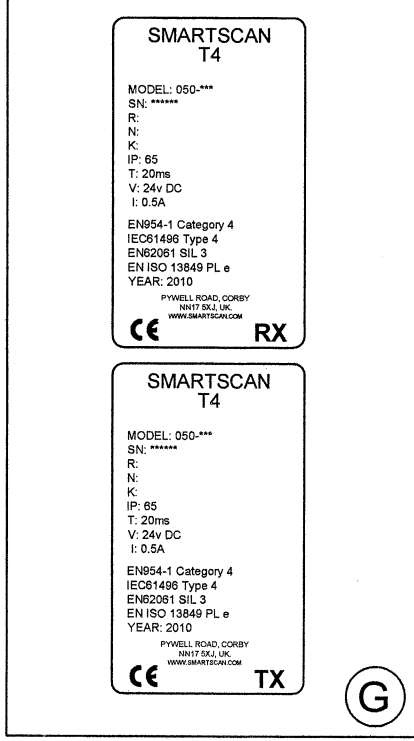 SMARTSCAN
T4
MODEL: 050-***
SN: ******
R:
N:
K:
IP: 65
T: 20ms
V: 24v DC
I: 0.5A
EN954-1 Category 4
IEC61496 Type 4
EN62061 SIL 3
EN ISO 13849 PL e
YEAR: 2010
PYWELL ROAD, CORBY
NN17 5XJ, UK.
WWW.SMARTSCAN.COM
CE RX
SMARTSCAN
T4
MODEL: 050-***
SN: ******
R:
N:
K:
IP: 65
T: 20ms
V: 24v DC
I: 0.5A
EN954-1 Category 4
IEC61496 Type 4
EN62061 SIL 3
EN ISO 13849 PL e
YEAR: 2010
PYWELL ROAD, CORBY
NN17 5XJ, UK.
WWW.SMARTSCAN.COM
CE TX
G